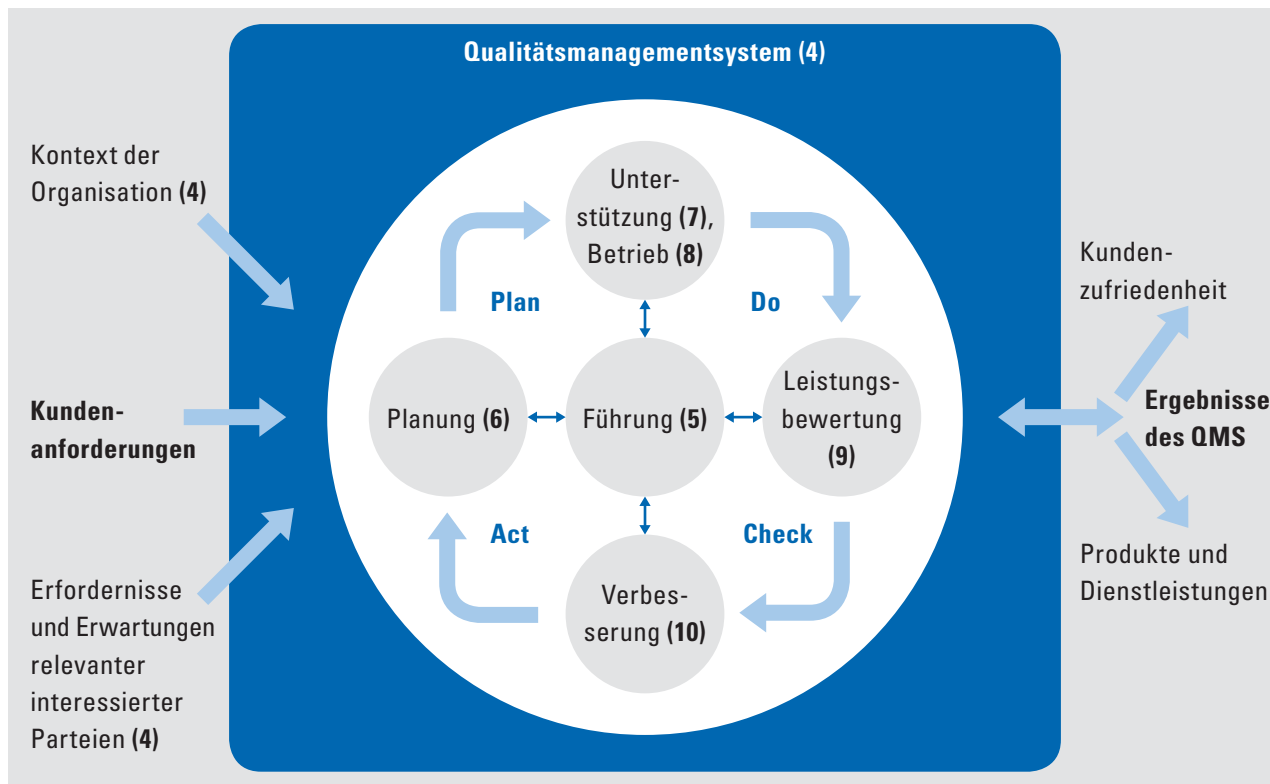 Qualitätsmanagementsystem (4)
Kontext der
Organisation (4)
Kunden-
anforderungen
Erfordernisse
und Erwartungen
relevanter
interessierter
Parteien (4)
Unter-
stützung (7),
Betrieb (8)
Plan
Do
Planung (6)
Führung (5)
Leistungs-
bewertung
(9)
Act
Check
Verbes-
serung (10)
Kunden-
zufriedenheit
Ergebnisse
des QMS
Produkte und
Dienstleistungen